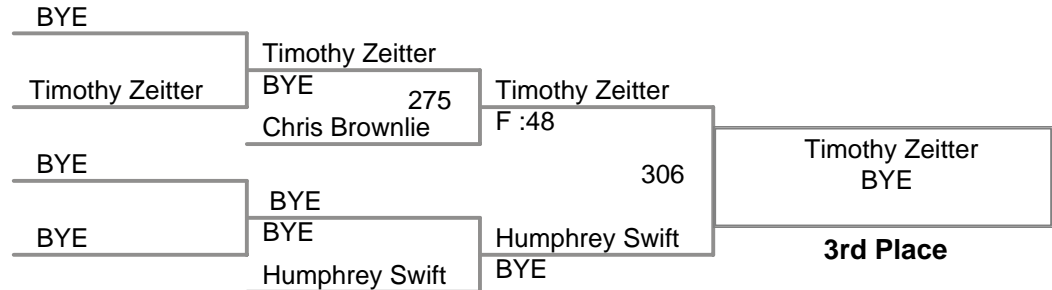 BYE
Timothy Zeitter
Timothy Zeitter
BYE
275
Timothy Zeitter
Chris Brownlie
F :48
BYE
306
Timothy Zeitter
BYE
BYE
BYE
BYE
Humphrey Swift
3rd Place
Humphrey Swift
BYE